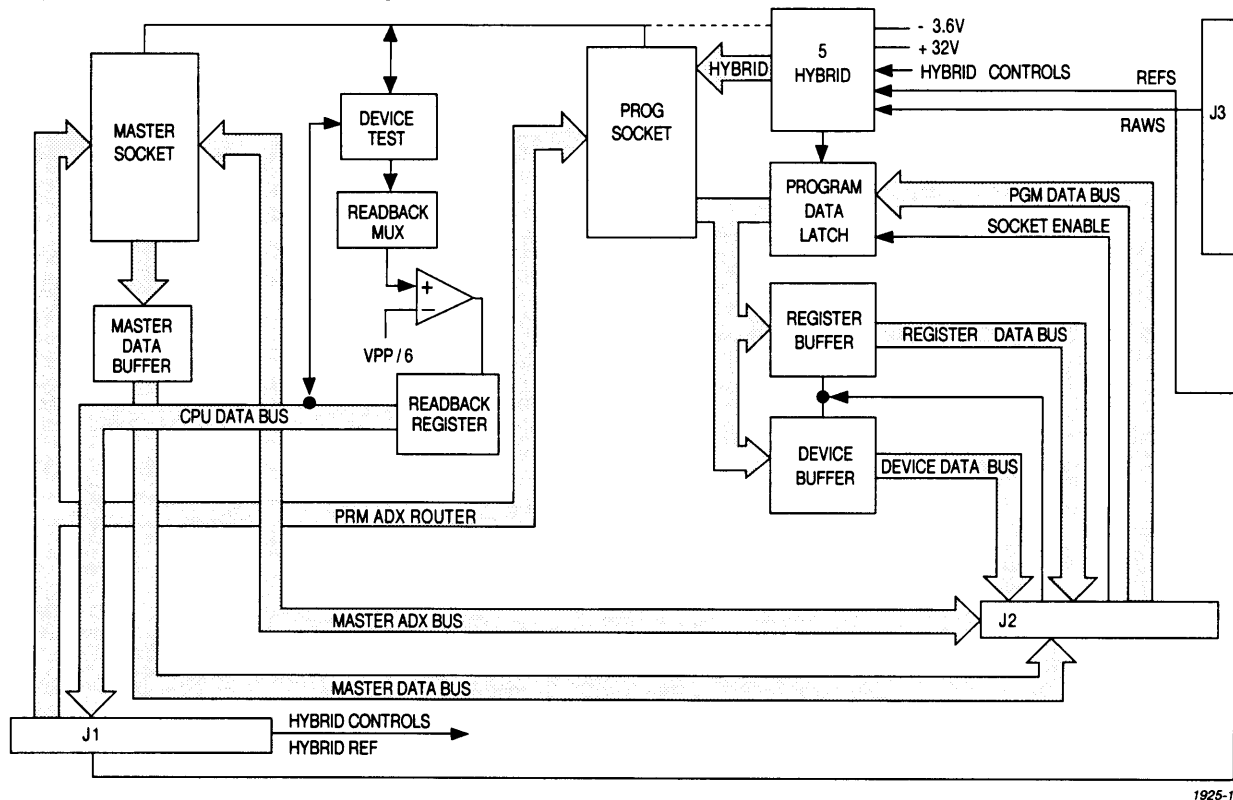 - 3.6V
+ 32V
5
HYBRID
HYBRID
HYBRID CONTROLS
REFS
RAWS
J3
MASTER
SOCKET
DEVICE
TEST
PROG
SOCKET
READBACK
MUX
PROGRAM
DATA
LATCH
PGM DATA BUS
SOCKET ENABLE
+
−
VPP / 6
MASTER
DATA
BUFFER
REGISTER
BUFFER
REGISTER DATA BUS
READBACK
REGISTER
CPU DATA BUS
DEVICE
BUFFER
DEVICE DATA BUS
PRM ADX ROUTER
MASTER ADX BUS
J2
MASTER DATA BUS
J1
HYBRID CONTROLS
HYBRID REF
1925-1